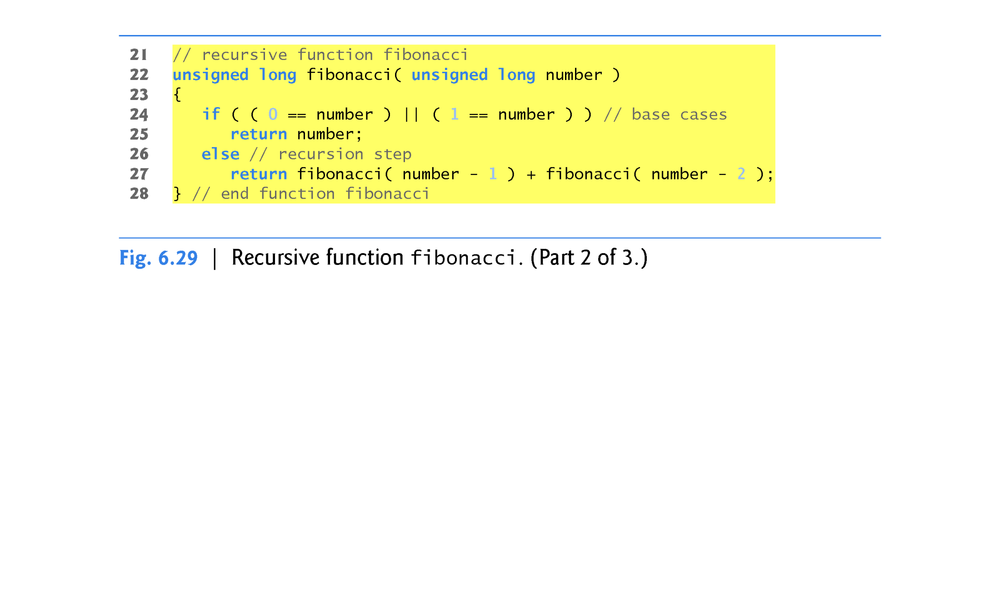 21 // recursive function fibonacci
22 unsigned long fibonacci( unsigned long number )
23 {
24    if ( ( 0 == number ) || ( 1 == number ) ) // base cases
25       return number;
26    else // recursion step
27       return fibonacci( number - 1 ) + fibonacci( number - 2 );
28 } // end function fibonacci
Fig. 6.29 | Recursive function fibonacci. (Part 2 of 3.)